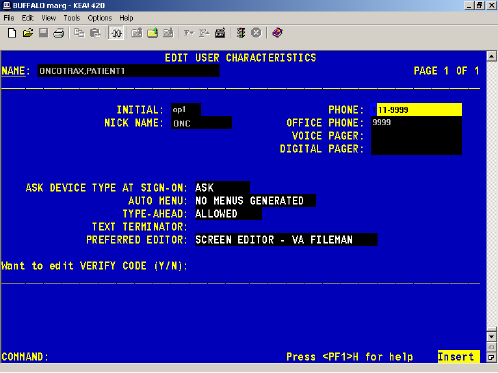 BUFFALO marg - KEA! 420
File Edit View Tools Options Help
EDIT USER CHARACTERISTICS
NAME: ONCOTRAX,PATIENT1 PAGE 1 OF 1
INITIAL: op1 PHONE: 11-9999
NICK NAME: ONC OFFICE PHONE: 9999
VOICE PAGER:
DIGITAL PAGER:
ASK DEVICE TYPE AT SIGN-ON: ASK
AUTO MENU: NO MENUS GENERATED
TYPE-AHEAD: ALLOWED
TEXT TERMINATOR:
PREFERRED EDITOR: SCREEN EDITOR - VA FILEMAN
Want to edit VERIFY CODE (Y/N):
COMMAND: Press <PF1>H for help Insert